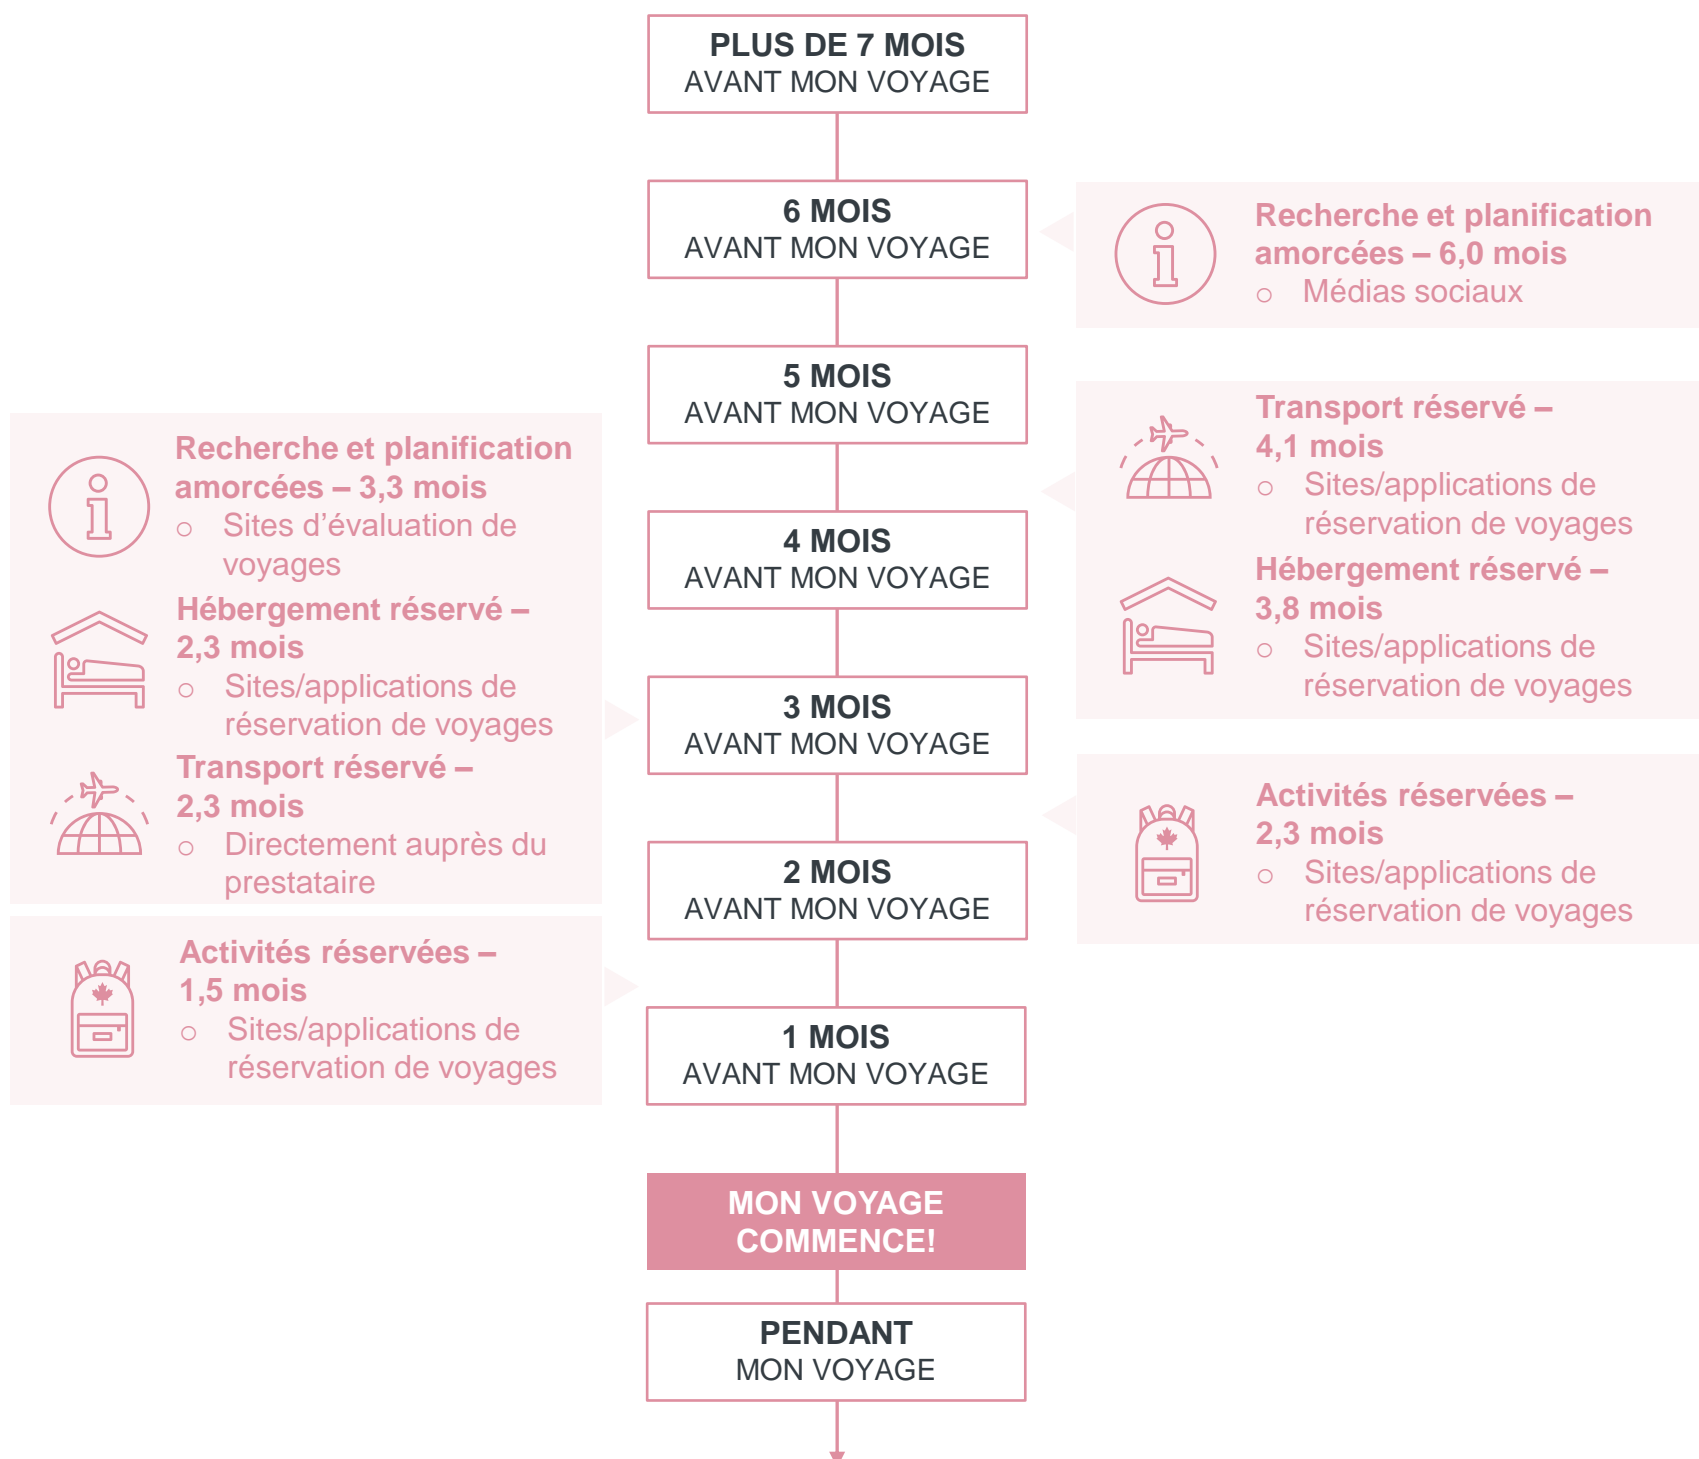 PLUS DE 7 MOIS
AVANT MON VOYAGE
6 MOIS
AVANT MON VOYAGE
Recherche et planification
amorcées – 6,0 mois
○ Médias sociaux
5 MOIS
AVANT MON VOYAGE
Transport réservé –
4,1 mois
○ Sites/applications de
réservation de voyages
Hébergement réservé –
3,8 mois
○ Sites/applications de
réservation de voyages
Recherche et planification
amorcées – 3,3 mois
○ Sites d’évaluation de
voyages
Hébergement réservé –
2,3 mois
○ Sites/applications de
réservation de voyages
Transport réservé –
2,3 mois
○ Directement auprès du
prestataire
4 MOIS
AVANT MON VOYAGE
3 MOIS
AVANT MON VOYAGE
Activités réservées –
2,3 mois
○ Sites/applications de
réservation de voyages
2 MOIS
AVANT MON VOYAGE
Activités réservées –
1,5 mois
○ Sites/applications de
réservation de voyages
1 MOIS
AVANT MON VOYAGE
MON VOYAGE
COMMENCE!
PENDANT
MON VOYAGE